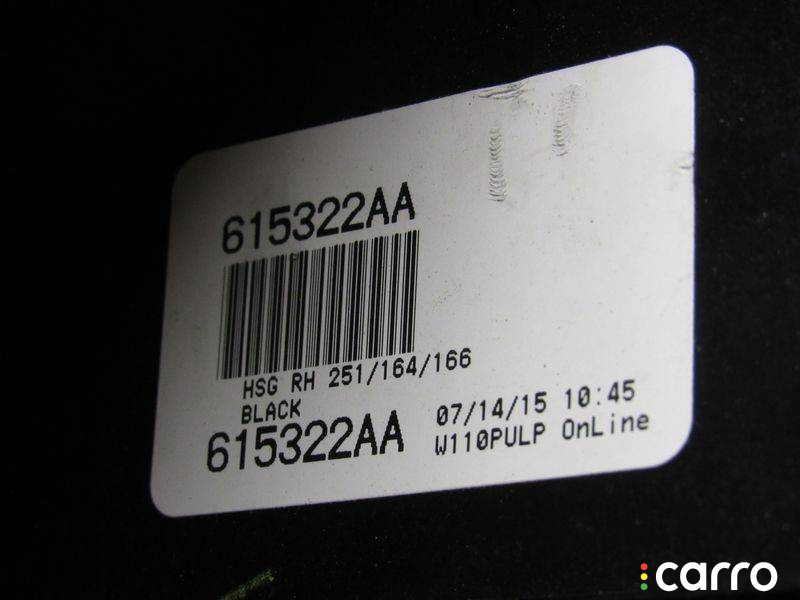 615322AA
HSG RH 251/164/166
BLACK
615322AA
07/14/15 10:45
W110PULP OnLine
carro